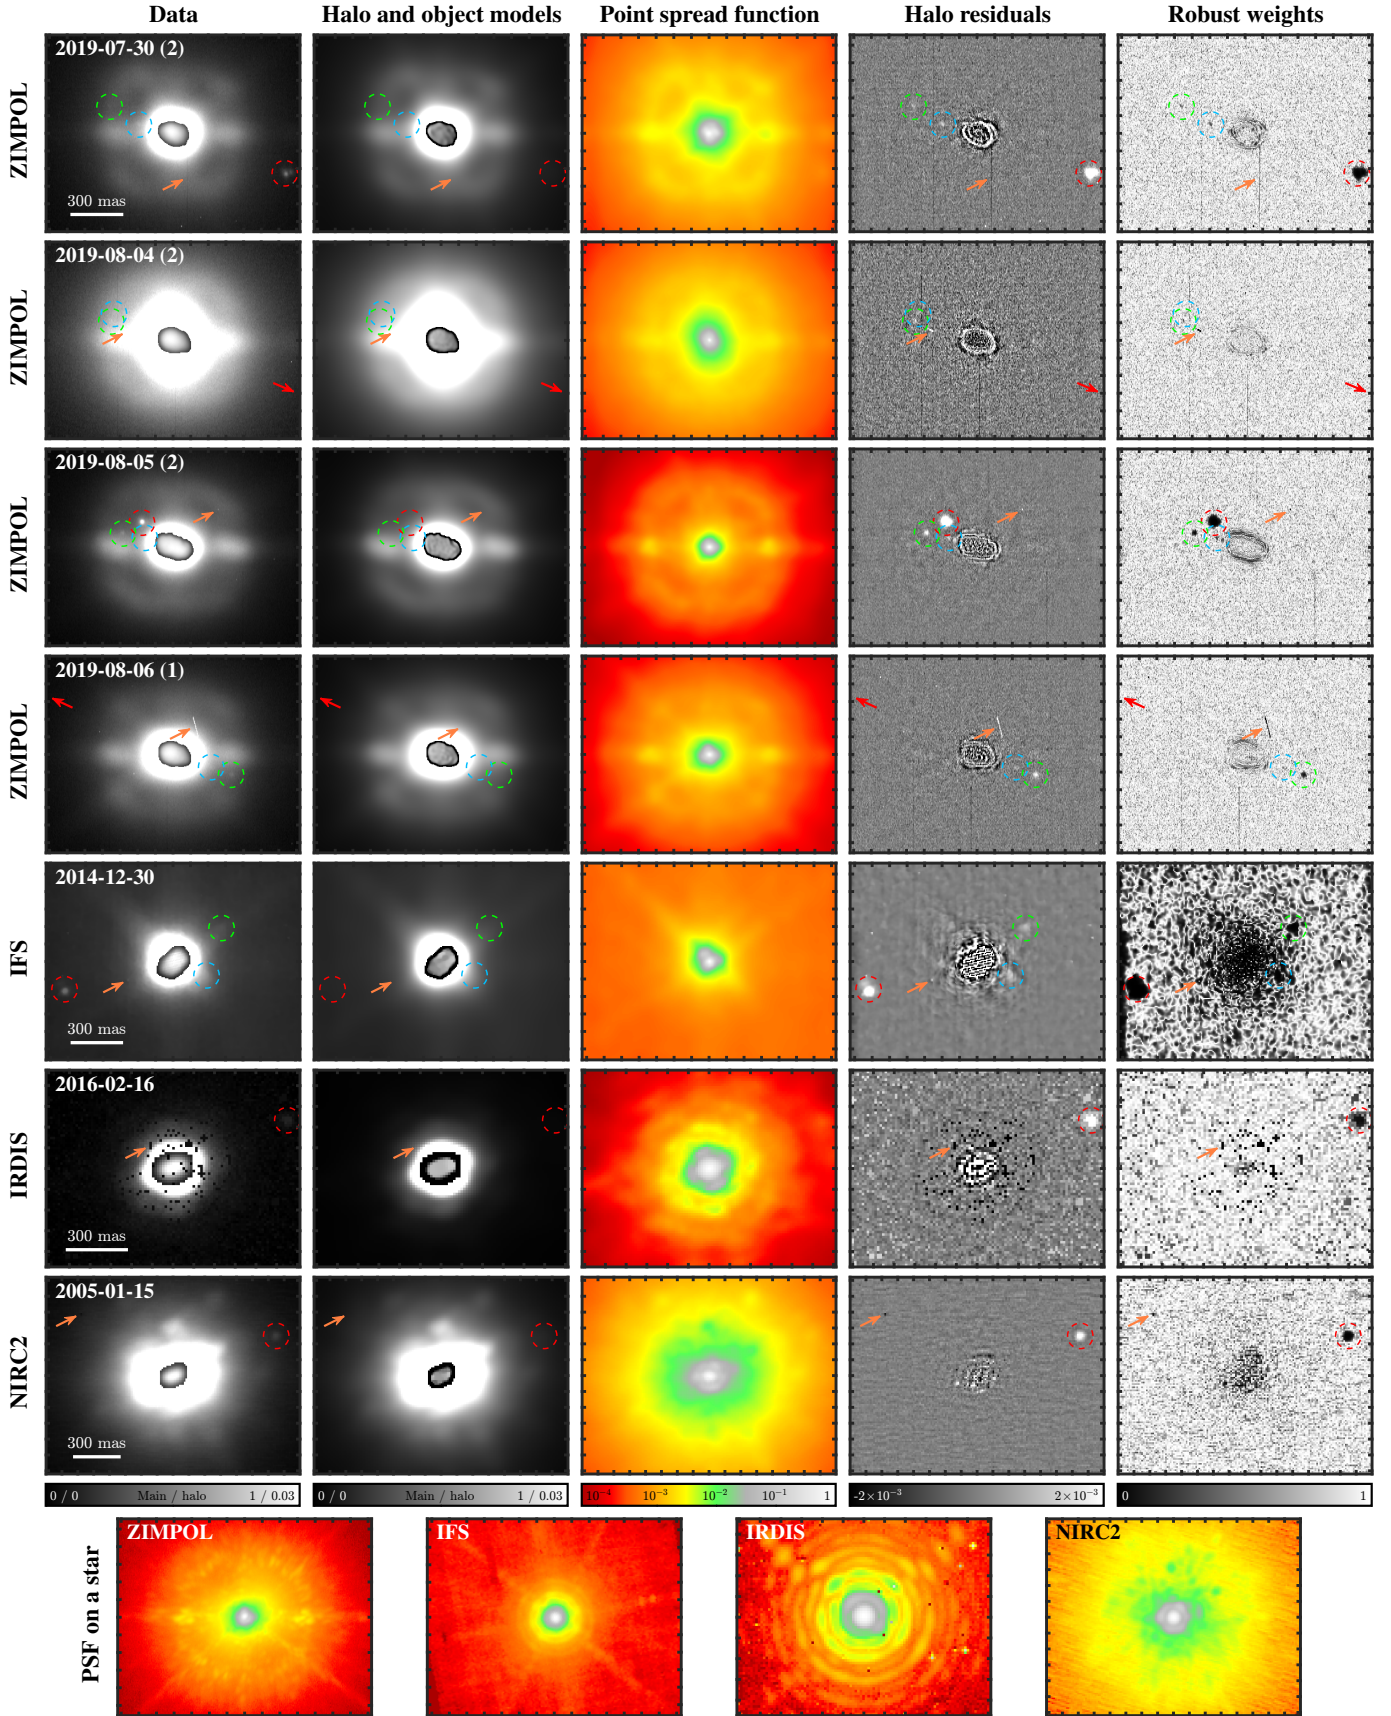 Data Halo and object models Point spread function Halo residuals Robust weights
ZIMPOL
2019-07-30 (2)
300 mas
ZIMPOL
2019-08-04 (2)
ZIMPOL
2019-08-05 (2)
ZIMPOL
2019-08-06 (1)
IFS
2014-12-30
300 mas
IRDIS
2016-02-16
300 mas
NIRC2
2005-01-15
300 mas
0 / 0 Main / halo 1 / 0.03 0 / 0 Main / halo 1 / 0.03 10⁻⁴ 10⁻³ 10⁻² 10⁻¹ 1 -2×10⁻³ 2×10⁻³ 0 1
PSF on a star
ZIMPOL IFS IRDIS NIRC2